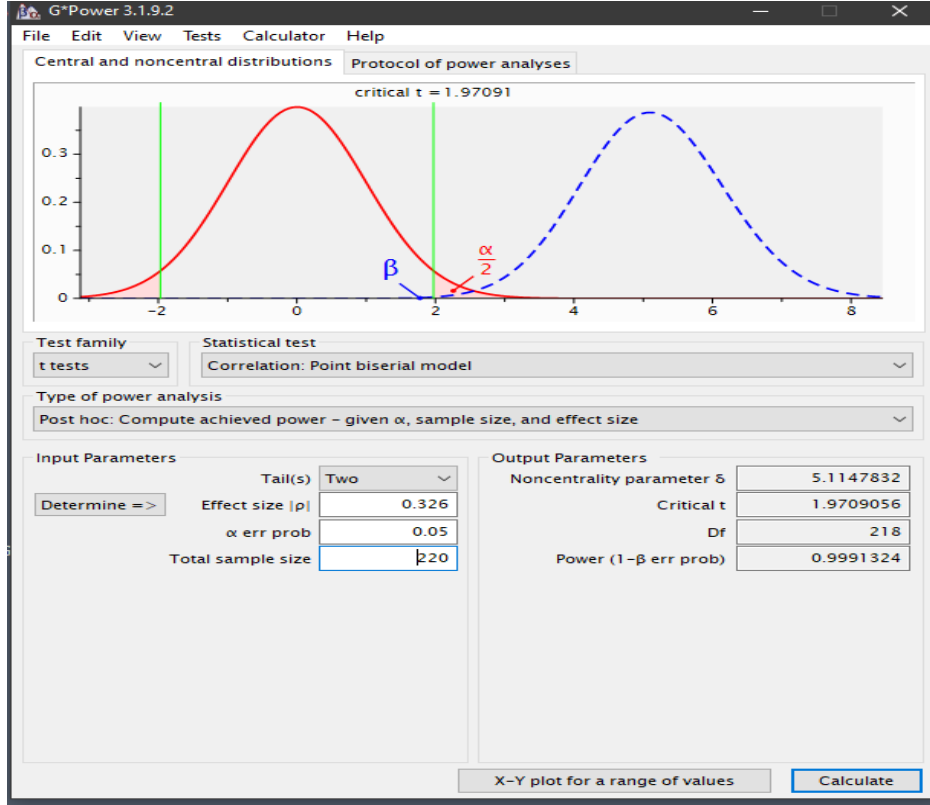 G*Power 3.1.9.2
File Edit View Tests Calculator Help
Central and noncentral distributions Protocol of power analyses
critical t = 1.97091
0.3
0.2
0.1
0
β
α
2
-2 0 2 4 6 8
Test family Statistical test
t tests Correlation: Point biserial model
Type of power analysis
Post hoc: Compute achieved power – given α, sample size, and effect size
Input Parameters Output Parameters
Tail(s) Two Noncentrality parameter δ 5.1147832
Determine => Effect size |ρ| 0.326 Critical t 1.9709056
α err prob 0.05 Df 218
Total sample size 220 Power (1-β err prob) 0.9991324
X-Y plot for a range of values Calculate